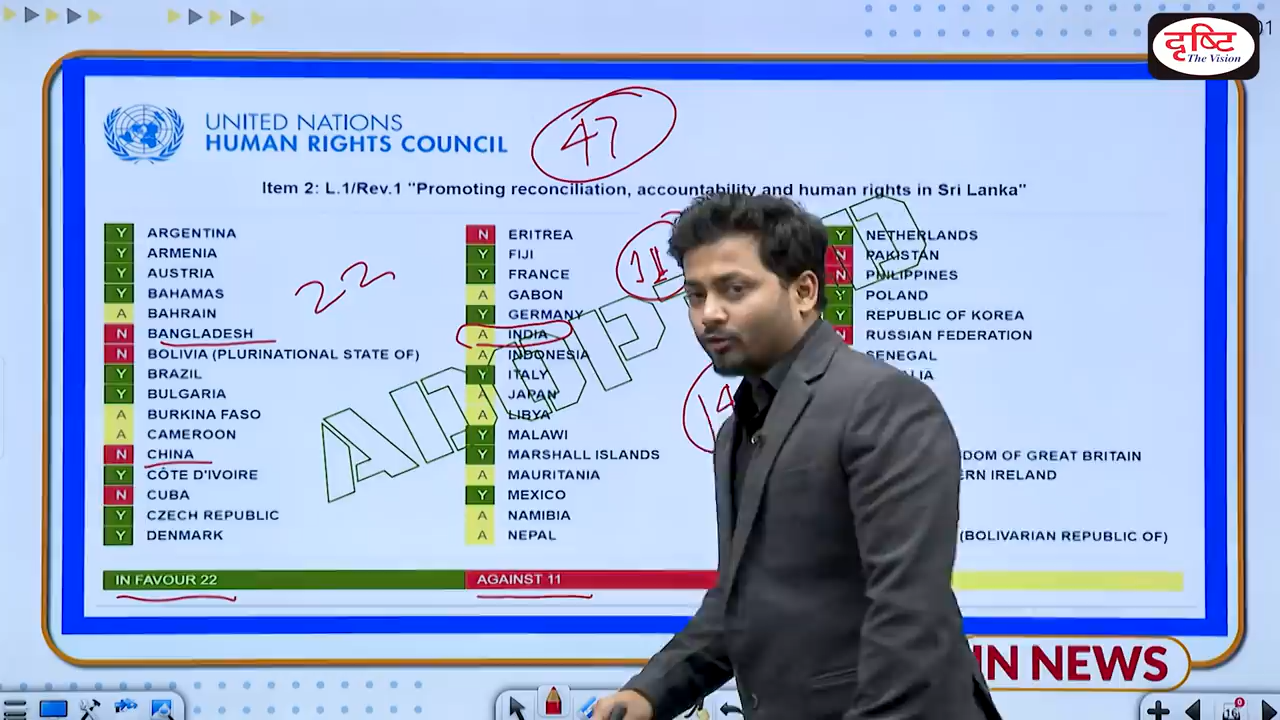 दृष्टि
The Vision
01
UNITED NATIONS
HUMAN RIGHTS COUNCIL
47
Item 2: L.1/Rev.1 "Promoting reconciliation, accountability and human rights in Sri Lanka"
Y ARGENTINA
Y ARMENIA
Y AUSTRIA
Y BAHAMAS
A BAHRAIN
N BANGLADESH
N BOLIVIA (PLURINATIONAL STATE OF)
Y BRAZIL
Y BULGARIA
A BURKINA FASO
A CAMEROON
N CHINA
Y CÔTE D'IVOIRE
N CUBA
Y CZECH REPUBLIC
Y DENMARK
22
N ERITREA
Y FIJI
Y FRANCE
A GABON
Y GERMANY
A INDIA
A INDONESIA
Y ITALY
A JAPAN
A LIBYA
Y MALAWI
Y MARSHALL ISLANDS
A MAURITANIA
Y MEXICO
A NAMIBIA
A NEPAL
11
14
Y NETHERLANDS
N PAKISTAN
N PHILIPPINES
Y POLAND
Y REPUBLIC OF KOREA
N RUSSIAN FEDERATION
SENEGAL
ALIA
DOM OF GREAT BRITAIN
ERN IRELAND
(BOLIVARIAN REPUBLIC OF)
IN FAVOUR 22
AGAINST 11
IN NEWS